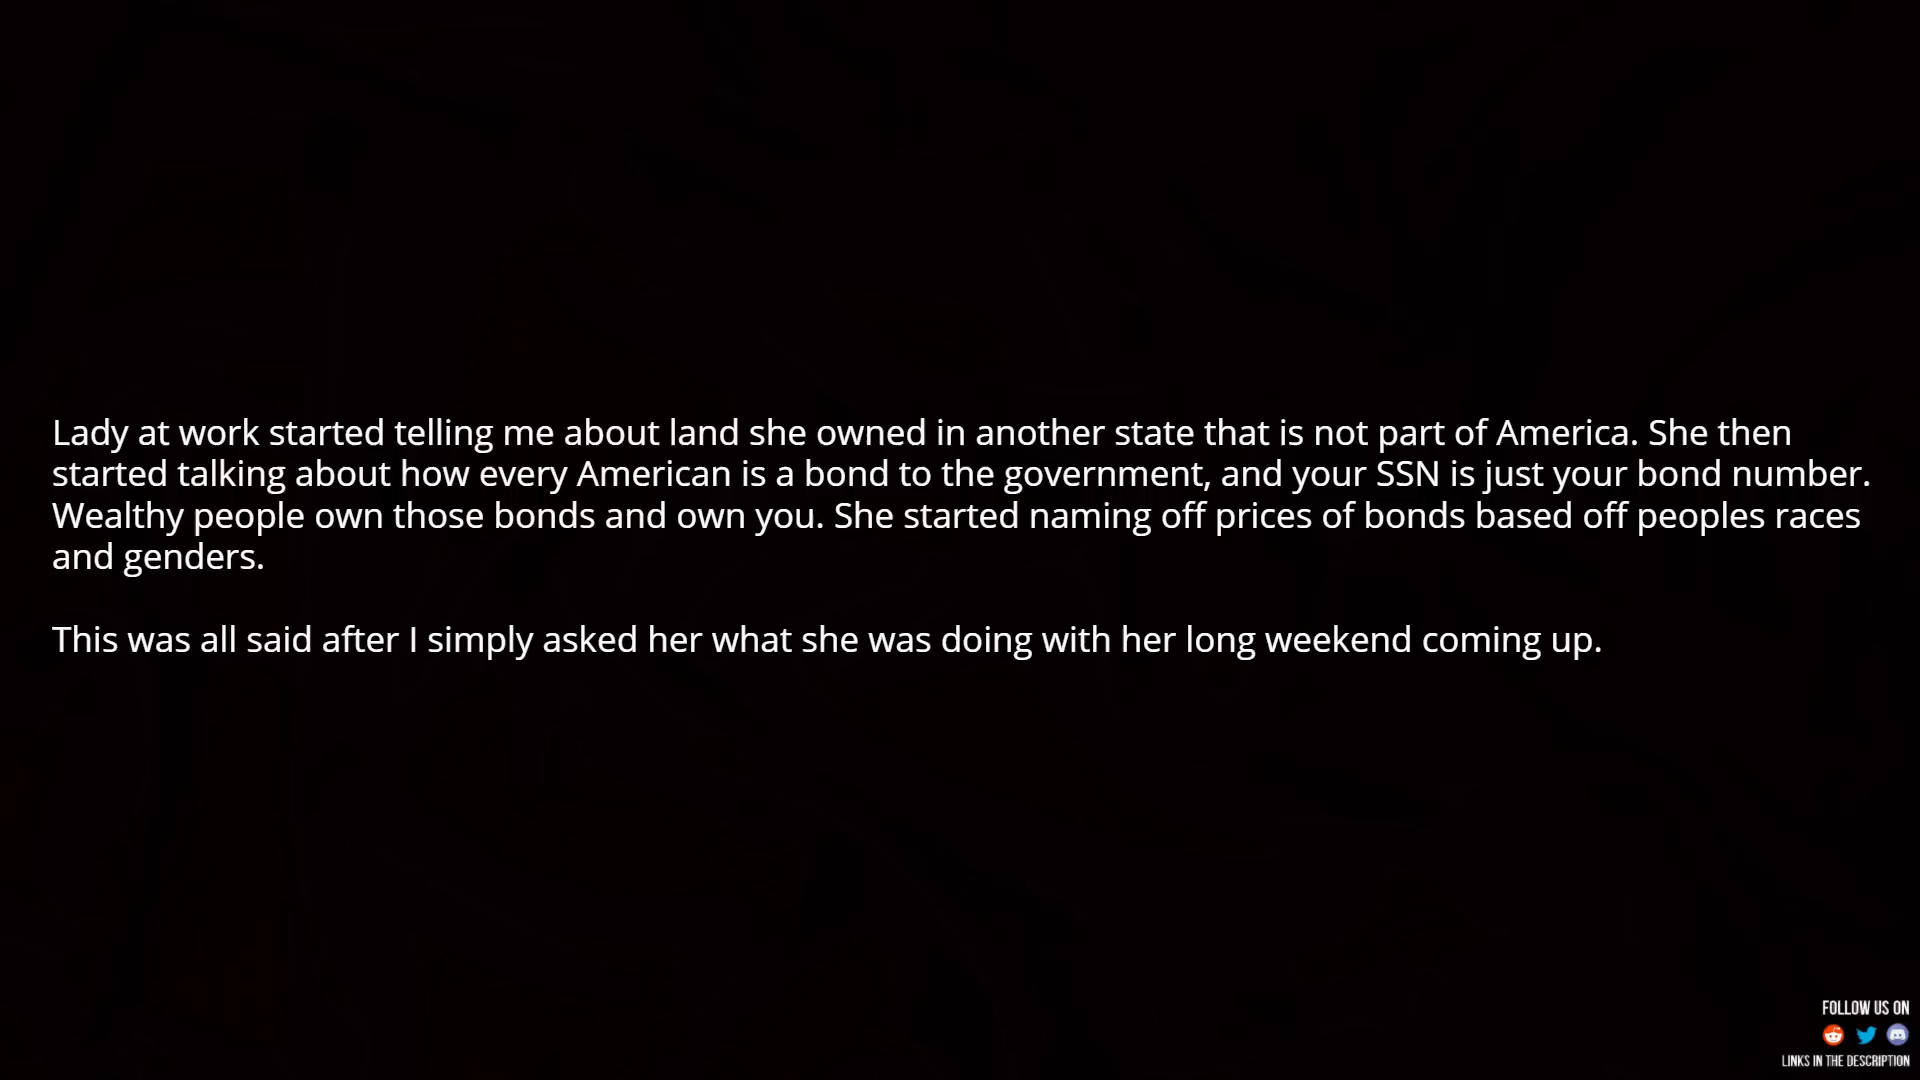 Lady at work started telling me about land she owned in another state that is not part of America. She then
started talking about how every American is a bond to the government, and your SSN is just your bond number.
Wealthy people own those bonds and own you. She started naming off prices of bonds based off peoples races
and genders.
This was all said after I simply asked her what she was doing with her long weekend coming up.
FOLLOW US ON
LINKS IN THE DESCRIPTION